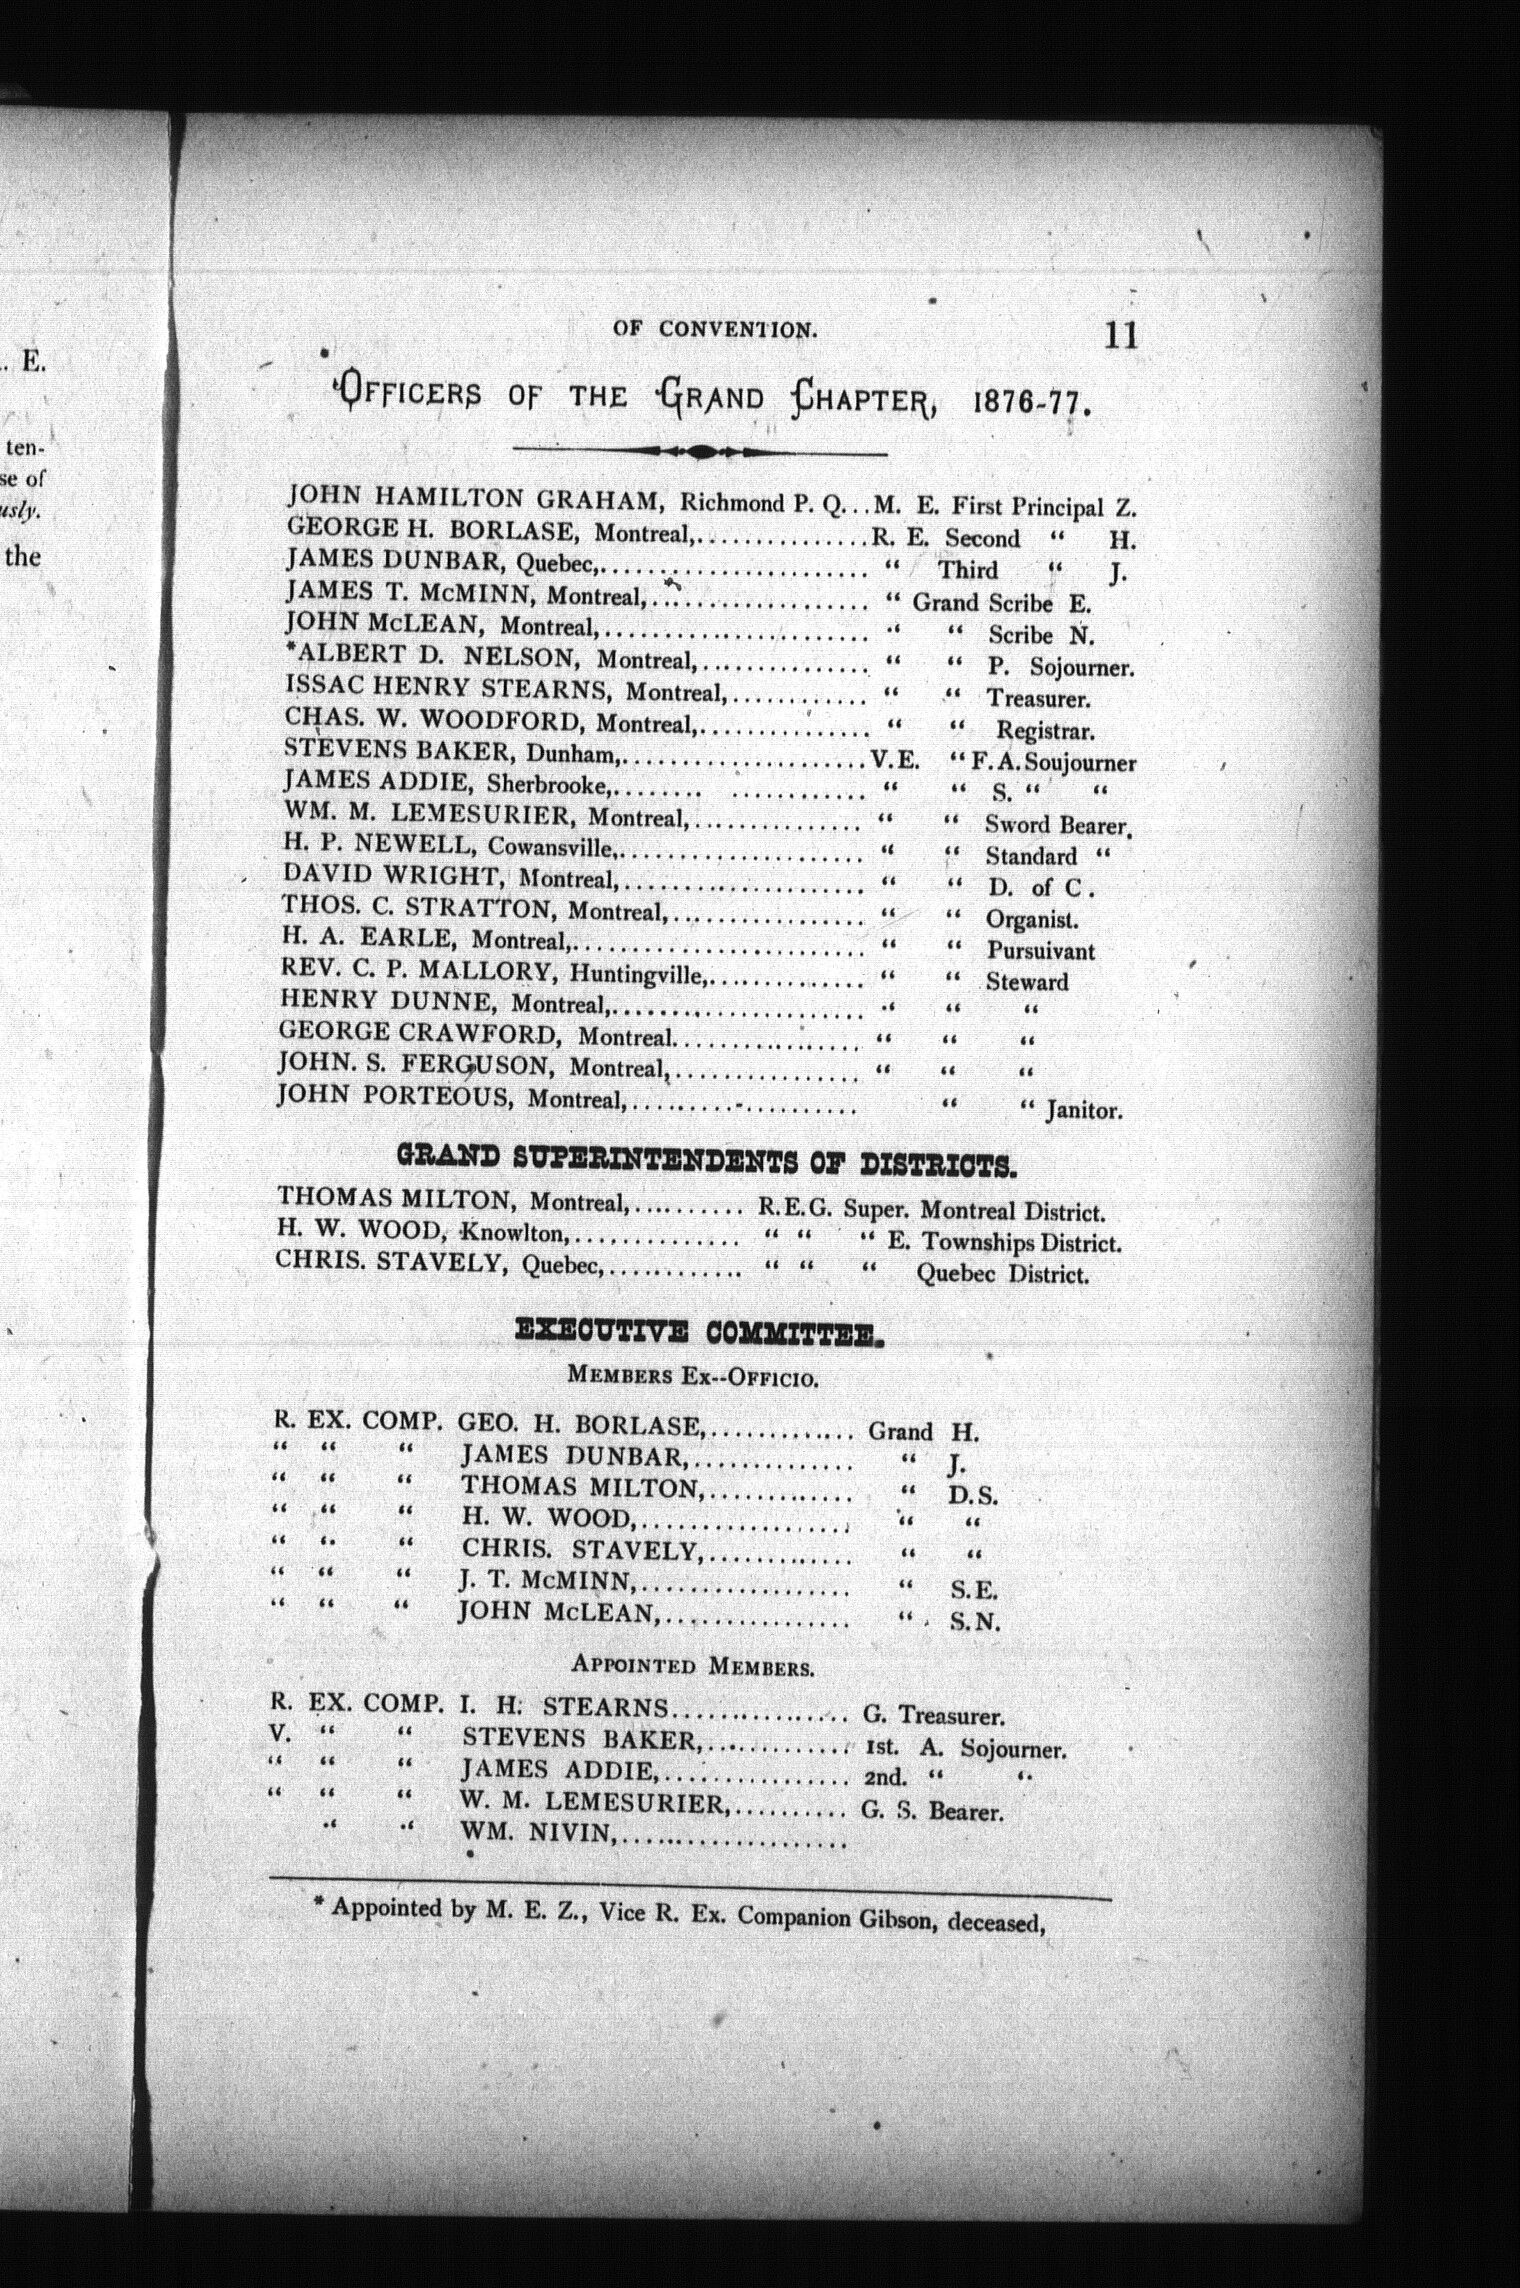 . E.
ten-
se of
usly.
the
OF CONVENTION. 11
OFFICERS OF THE GRAND CHAPTER, 1876-77.
JOHN HAMILTON GRAHAM, Richmond P. Q...M. E. First Principal Z.
GEORGE H. BORLASE, Montreal,...............R. E. Second “ H.
JAMES DUNBAR, Quebec,....................... “ Third “ J.
JAMES T. McMINN, Montreal,................... “ Grand Scribe E.
JOHN McLEAN, Montreal,....................... “ “ Scribe N.
*ALBERT D. NELSON, Montreal,............... “ “ P. Sojourner.
ISSAC HENRY STEARNS, Montreal,............ “ “ Treasurer.
CHAS. W. WOODFORD, Montreal,............... “ “ Registrar.
STEVENS BAKER, Dunham,.....................V. E. “ F. A. Soujourner
JAMES ADDIE, Sherbrooke,........ ............ “ “ S. “ “
WM. M. LEMESURIER, Montreal,............... “ “ Sword Bearer.
H. P. NEWELL, Cowansville,..................... “ “ Standard “
DAVID WRIGHT, Montreal,..................... “ “ D. of C.
THOS. C. STRATTON, Montreal,................. “ “ Organist.
H. A. EARLE, Montreal,......................... “ “ Pursuivant
REV. C. P. MALLORY, Huntingville,............. “ “ Steward
HENRY DUNNE, Montreal,...................... “ “ “
GEORGE CRAWFORD, Montreal................ “ “ “
JOHN. S. FERGUSON, Montreal,................ “ “ “
JOHN PORTEOUS, Montreal,.................... “ “ Janitor.
GRAND SUPERINTENDENTS OF DISTRICTS.
THOMAS MILTON, Montreal,.......... R. E. G. Super. Montreal District.
H. W. WOOD, Knowlton,.............. “ “ “ E. Townships District.
CHRIS. STAVELY, Quebec,............ “ “ “ Quebec District.
EXECUTIVE COMMITTEE.
MEMBERS EX--OFFICIO.
R. EX. COMP. GEO. H. BORLASE,............ Grand H.
“ “ “ JAMES DUNBAR,.............. “ J.
“ “ “ THOMAS MILTON,............ “ D. S.
“ “ “ H. W. WOOD,.................. “ “
“ “ “ CHRIS. STAVELY,............ “ “
“ “ “ J. T. McMINN,.................. “ S. E.
“ “ “ JOHN McLEAN,................ “ S. N.
APPOINTED MEMBERS.
R. EX. COMP. I. H. STEARNS............... G. Treasurer.
V. “ “ STEVENS BAKER,............ 1st. A. Sojourner.
“ “ “ JAMES ADDIE,................ 2nd. “ “
“ “ “ W. M. LEMESURIER,.......... G. S. Bearer.
“ “ WM. NIVIN,....................
* Appointed by M. E. Z., Vice R. Ex. Companion Gibson, deceased,